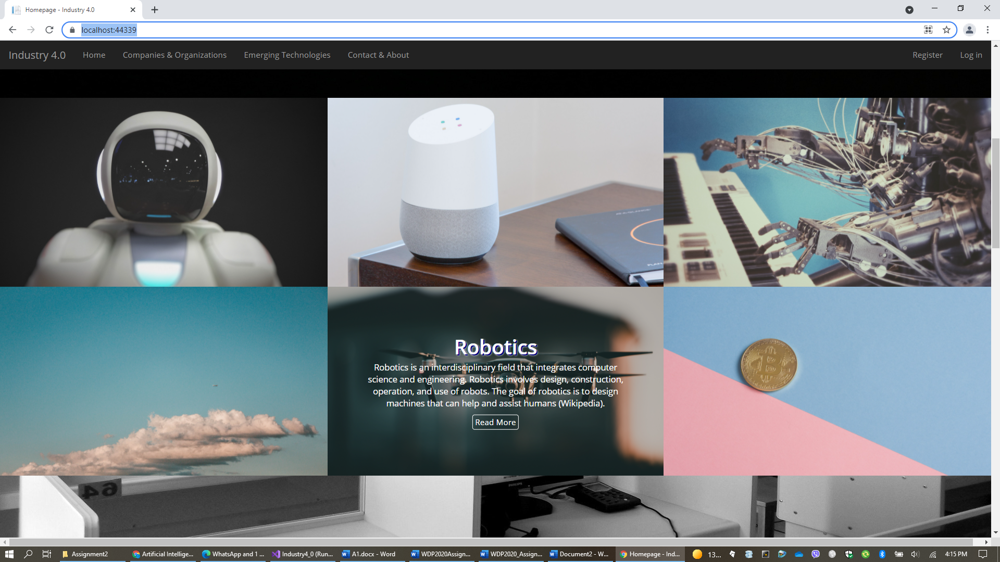 Homepage - Industry 4.0
localhost:44339
Industry 4.0 Home Companies & Organizations Emerging Technologies Contact & About Register Log in
64
PHILIPS
Robotics
Robotics is an interdisciplinary field that integrates computer
science and engineering. Robotics involves design, construction,
operation, and use of robots. The goal of robotics is to design
machines that can help and assist humans (Wikipedia).
Read More
Assignment2 Artificial Intellige... WhatsApp and 1 ... Industry4_0 (Run... A1.docx - Word WDP2020Assign... WDP2020_Assign... Document2 - W... Homepage - Ind... 13... 4:15 PM